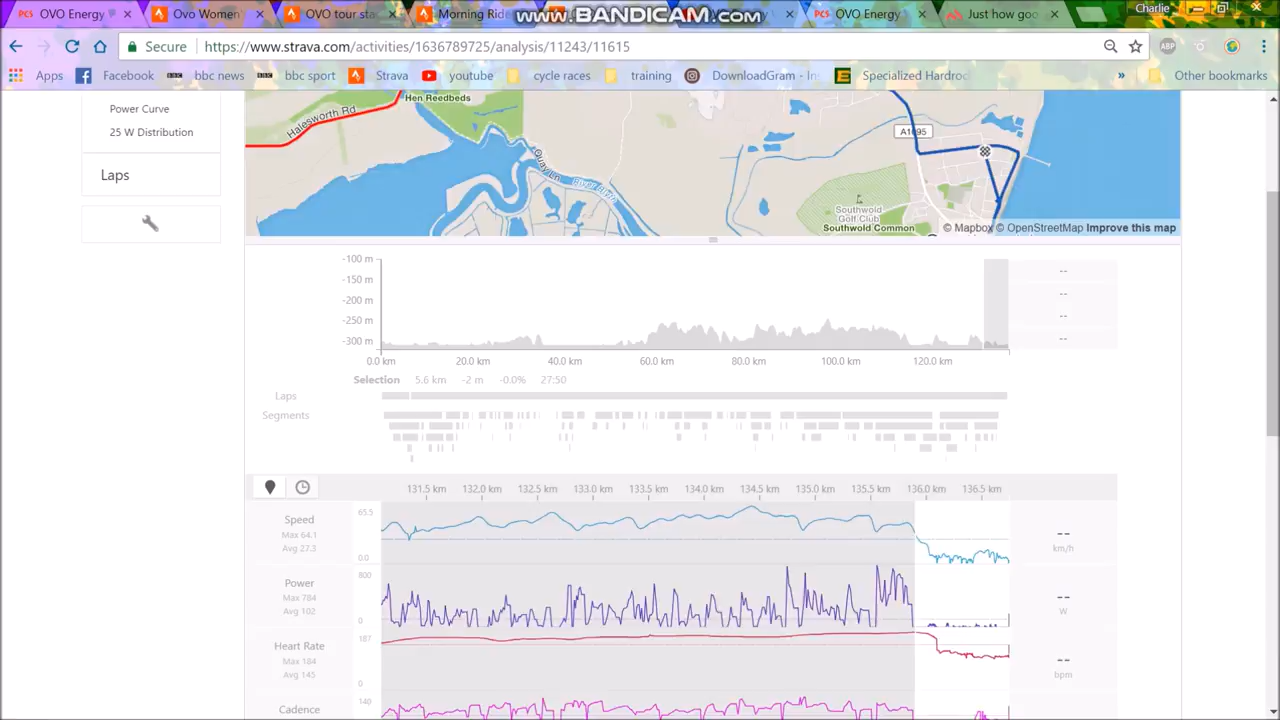 OVO Energy
Ovo Women'
OVO tour sta
Morning Ride
OVO Energy
Just how goo
Charlie
www.BANDICAM.com
Secure https://www.strava.com/activities/1636789725/analysis/11243/11615
ABP
Apps Facebook bbc news bbc sport Strava youtube cycle races training DownloadGram - Ins Specialized Hardroc » Other bookmarks
Power Curve
25 W Distribution
Laps
Hen Reedbeds
Halesworth Rd
Quay Ln
A1095
Southwold
Golf Club
Southwold Common
© Mapbox © OpenStreetMap Improve this map
-100 m
-150 m
-200 m
-250 m
-300 m
--
--
--
--
0.0 km 20.0 km 40.0 km 60.0 km 80.0 km 100.0 km 120.0 km
Selection 5.6 km -2 m -0.0% 27:50
Laps
Segments
131.5 km 132.0 km 132.5 km 133.0 km 133.5 km 134.0 km 134.5 km 135.0 km 135.5 km 136.0 km 136.5 km
Speed
Max 64.1
Avg 27.3
65.5
0.0
--
km/h
Power
Max 784
Avg 102
800
0
--
W
Heart Rate
Max 184
Avg 145
187
0
--
bpm
Cadence
140